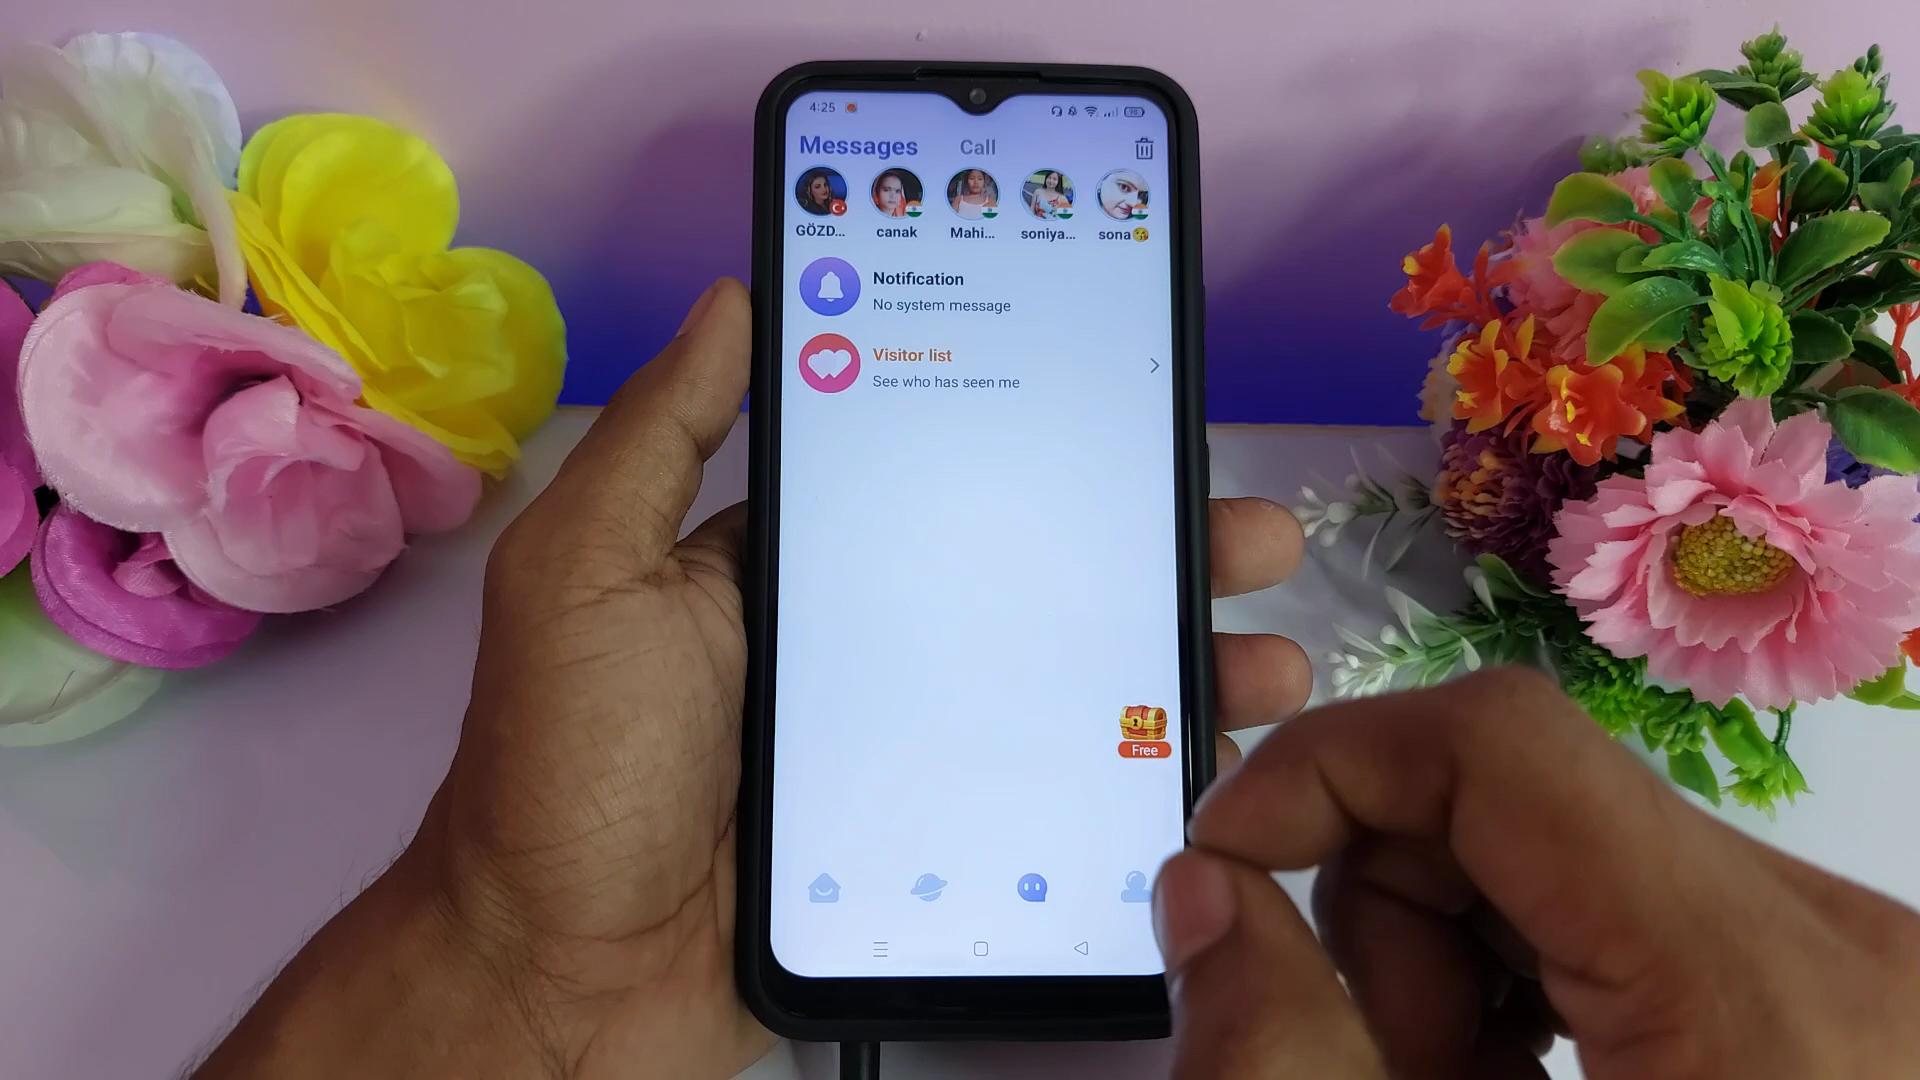 4:25
Messages Call
GÖZD... canak Mahi... soniya... sona😘
Notification
No system message
Visitor list
See who has seen me
Free